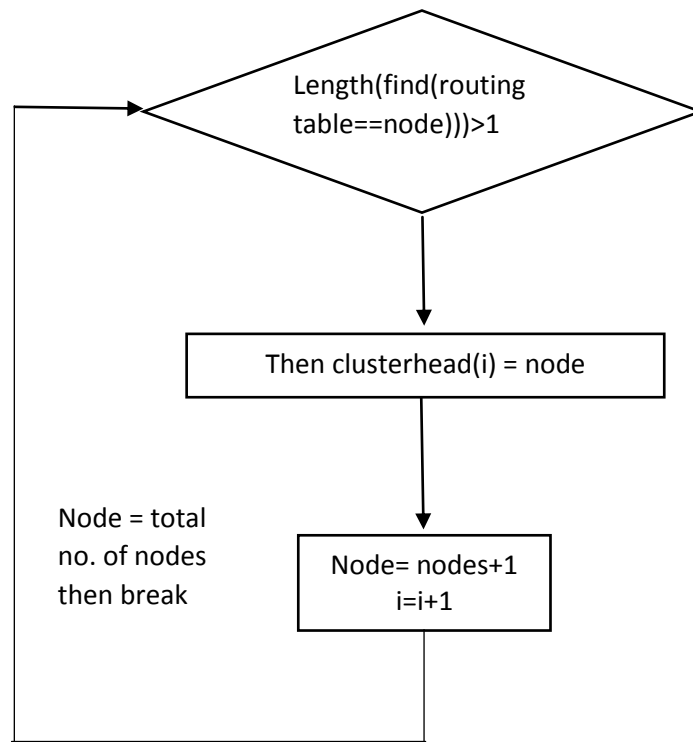 Length(find(routing
table==node)))>1
Then clusterhead(i) = node
Node = total
no. of nodes
then break
Node= nodes+1
i=i+1